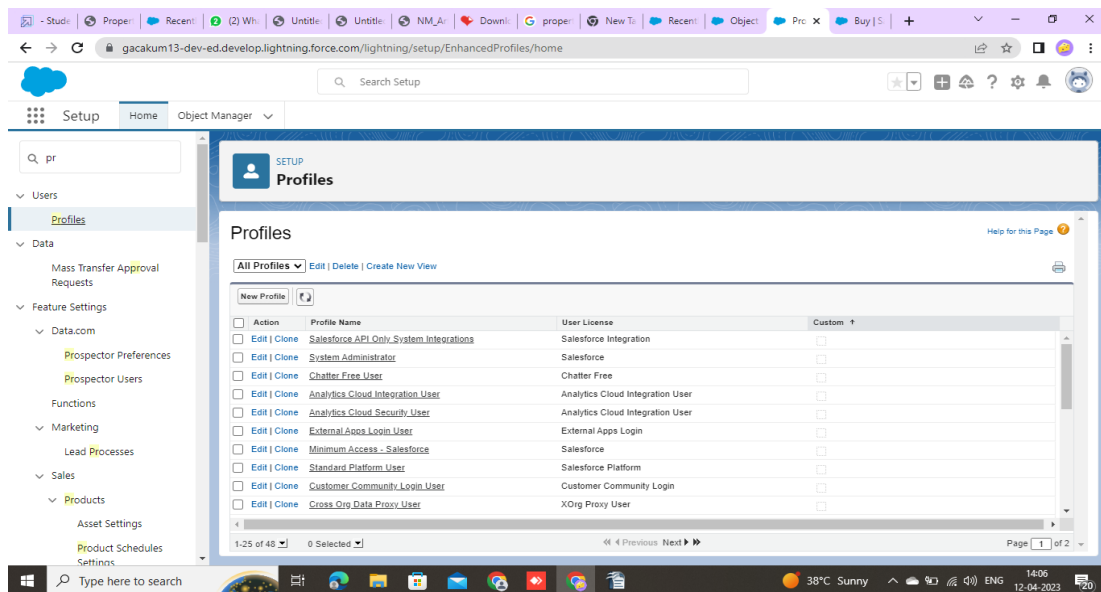 - Stude
Propert
Recent
(2) Wh
Untitle
Untitle
NM_Ar
Downlo
proper
New Ta
Recent
Object
Pro
Buy | S
gacakum13-dev-ed.develop.lightning.force.com/lightning/setup/EnhancedProfiles/home
Search Setup
Setup Home Object Manager
pr
Users
Profiles
Data
Mass Transfer Approval
Requests
Feature Settings
Data.com
Prospector Preferences
Prospector Users
Functions
Marketing
Lead Processes
Sales
Products
Asset Settings
Product Schedules
Settings
SETUP
Profiles
Profiles
Help for this Page
All Profiles Edit | Delete | Create New View
New Profile
Action Profile Name User License Custom
Edit | Clone Salesforce API Only System Integrations Salesforce Integration
Edit | Clone System Administrator Salesforce
Edit | Clone Chatter Free User Chatter Free
Edit | Clone Analytics Cloud Integration User Analytics Cloud Integration User
Edit | Clone Analytics Cloud Security User Analytics Cloud Integration User
Edit | Clone External Apps Login User External Apps Login
Edit | Clone Minimum Access - Salesforce Salesforce
Edit | Clone Standard Platform User Salesforce Platform
Edit | Clone Customer Community Login User Customer Community Login
Edit | Clone Cross Org Data Proxy User XOrg Proxy User
1-25 of 48 0 Selected Previous Next Page 1 of 2
Type here to search
38°C Sunny
ENG
14:06
12-04-2023
20